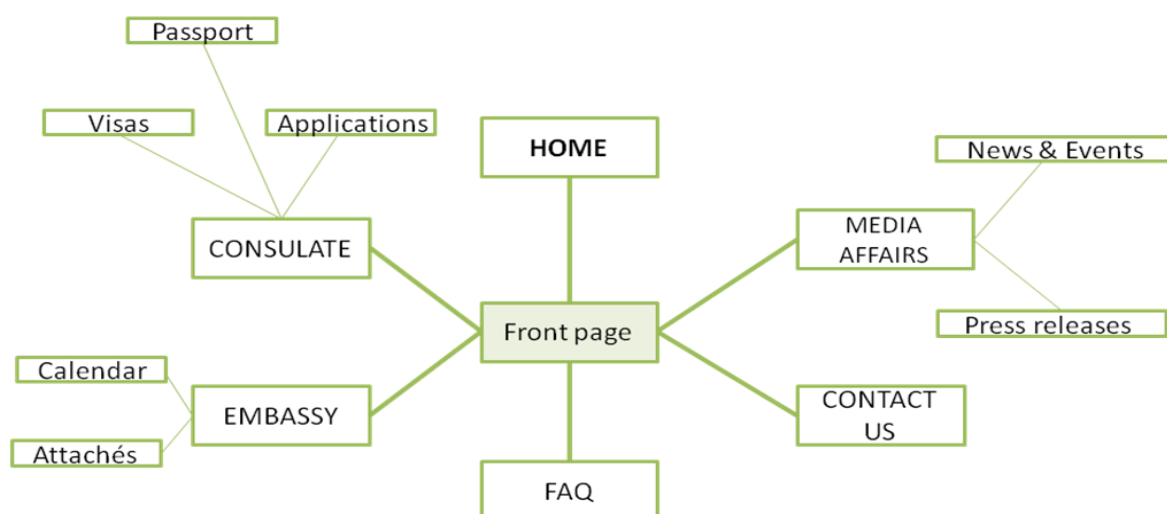 Passport
Visas
Applications
HOME
News & Events
CONSULATE
MEDIA
AFFAIRS
Front page
Press releases
Calendar
EMBASSY
CONTACT
US
Attachés
FAQ